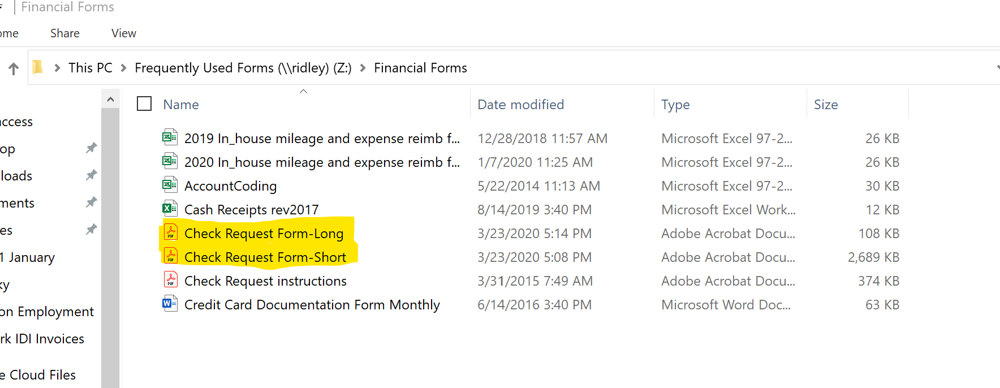 Financial Forms
ome Share View
This PC > Frequently Used Forms (\\ridley) (Z:) > Financial Forms
Name Date modified Type Size
ccess
2019 In_house mileage and expense reimb f... 12/28/2018 11:57 AM Microsoft Excel 97-2... 26 KB
op
2020 In_house mileage and expense reimb f... 1/7/2020 11:25 AM Microsoft Excel 97-2... 26 KB
loads
AccountCoding 5/22/2014 11:13 AM Microsoft Excel 97-2... 30 KB
ments
Cash Receipts rev2017 8/14/2019 3:40 PM Microsoft Excel Work... 12 KB
es
Check Request Form-Long 3/23/2020 5:14 PM Adobe Acrobat Docu... 108 KB
1 January
Check Request Form-Short 3/23/2020 5:08 PM Adobe Acrobat Docu... 2,689 KB
ky
Check Request instructions 3/31/2015 7:49 AM Adobe Acrobat Docu... 374 KB
on Employment
Credit Card Documentation Form Monthly 6/14/2016 3:40 PM Microsoft Word Doc... 63 KB
rk IDI Invoices
e Cloud Files